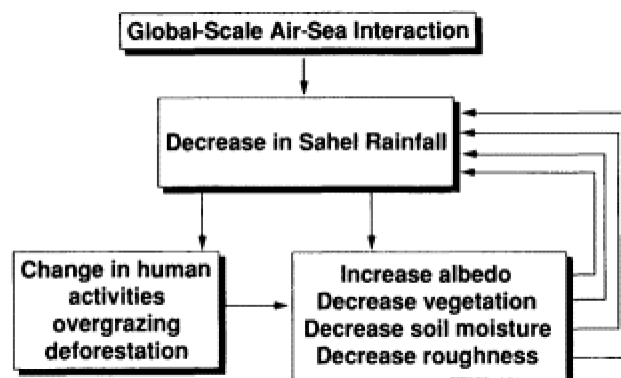 Global-Scale Air-Sea Interaction
Decrease in Sahel Rainfall
Change in human
activities
overgrazing
deforestation
Increase albedo
Decrease vegetation
Decrease soil moisture
Decrease roughness